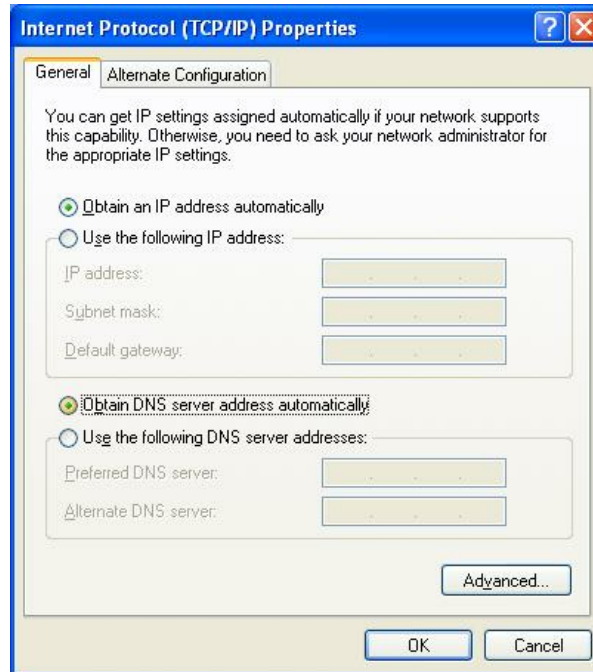 Internet Protocol (TCP/IP) Properties
General
Alternate Configuration
You can get IP settings assigned automatically if your network supports
this capability. Otherwise, you need to ask your network administrator for
the appropriate IP settings.
Obtain an IP address automatically
Use the following IP address:
IP address:
Subnet mask:
Default gateway:
Obtain DNS server address automatically
Use the following DNS server addresses:
Preferred DNS server:
Alternate DNS server:
Advanced...
OK
Cancel